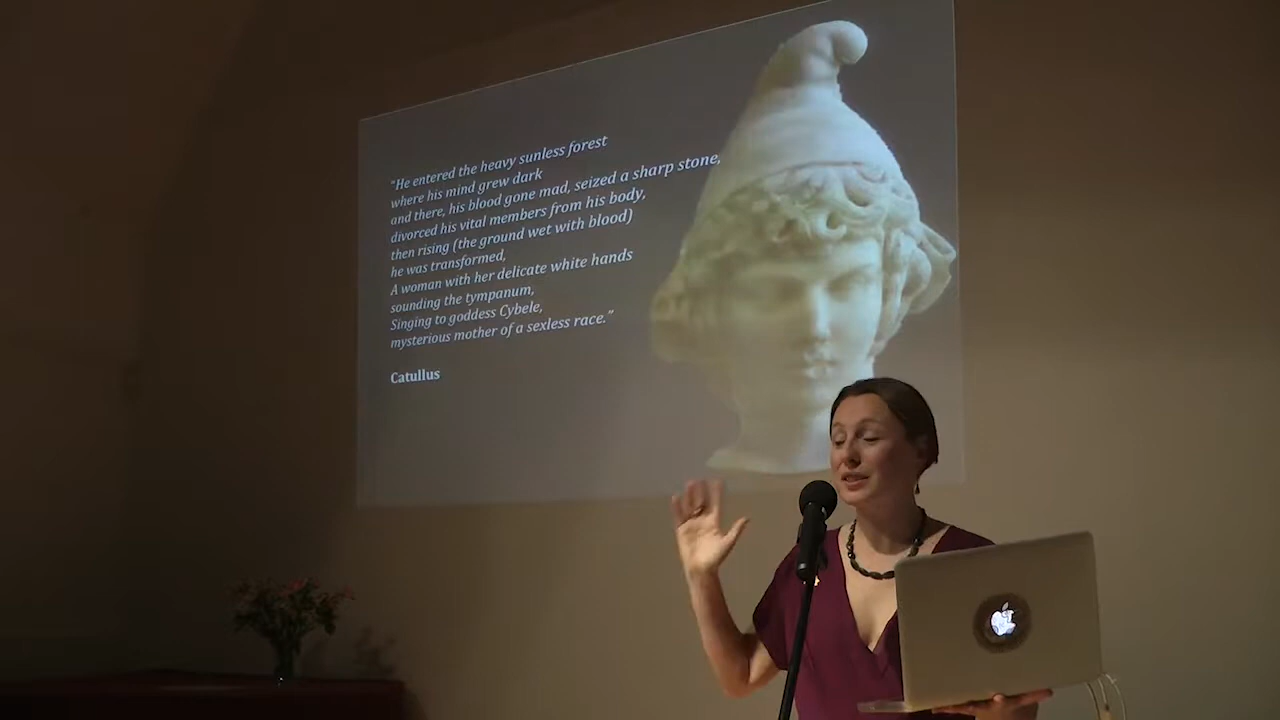 "He entered the heavy sunless forest
where his mind grew dark
and there, his blood gone mad, seized a sharp stone,
divorced his vital members from his body,
then rising (the ground wet with blood)
he was transformed,
A woman with her delicate white hands
sounding the tympanum,
Singing to goddess Cybele,
mysterious mother of a sexless race."
Catullus